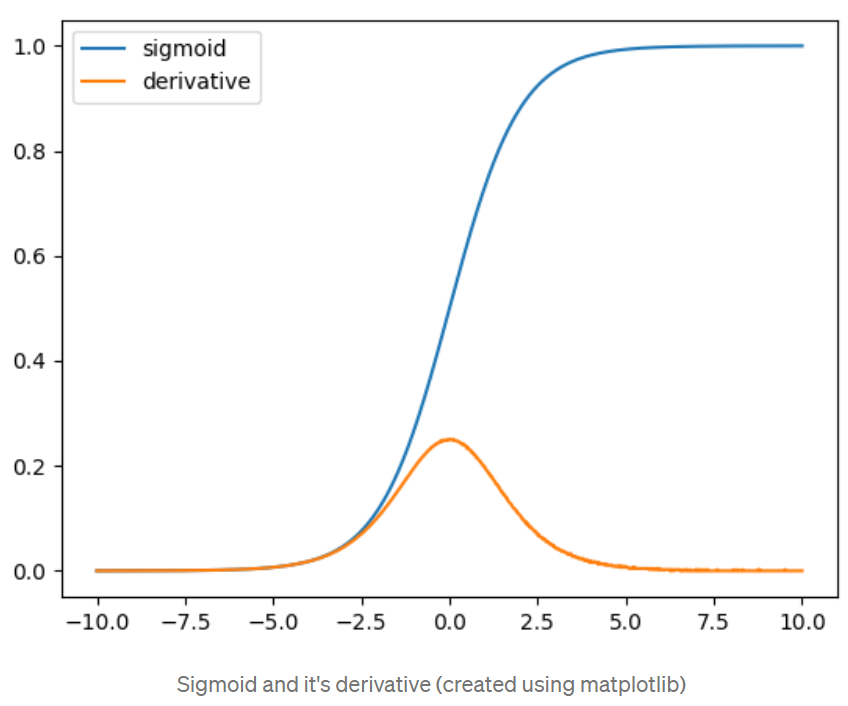 sigmoid
derivative
1.0
0.8
0.6
0.4
0.2
0.0
−10.0 −7.5 −5.0 −2.5 0.0 2.5 5.0 7.5 10.0
Sigmoid and it's derivative (created using matplotlib)